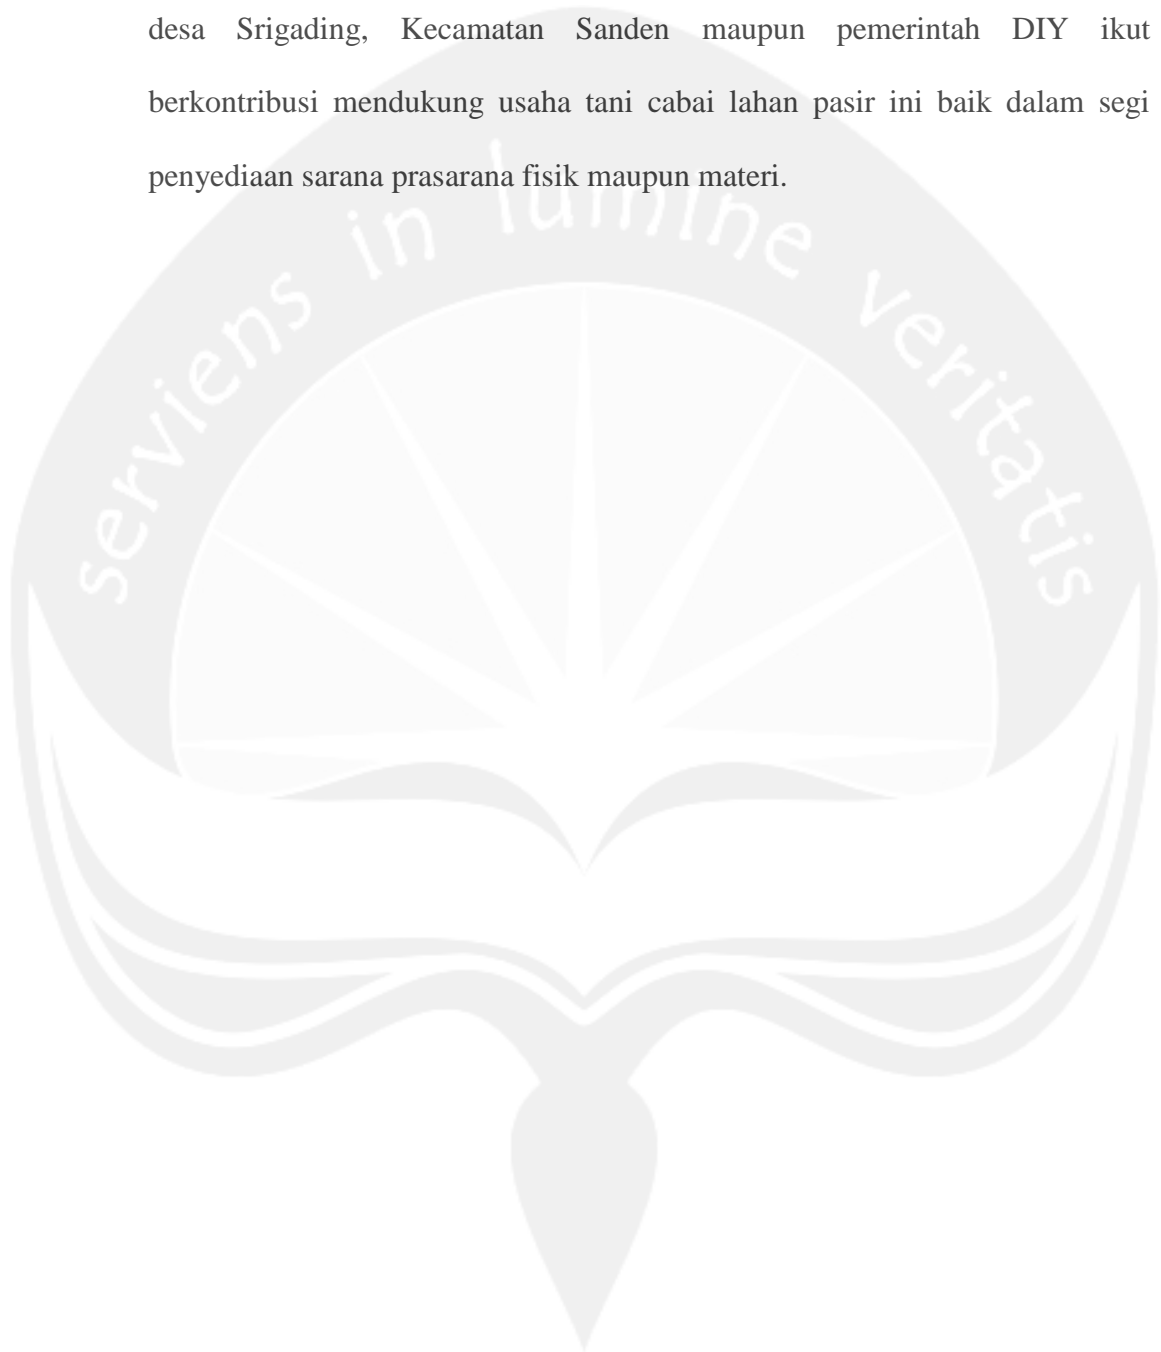 desa Srigading, Kecamatan Sanden maupun pemerintah DIY ikut
berkontribusi mendukung usaha tani cabai lahan pasir ini baik dalam segi
penyediaan sarana prasarana fisik maupun materi.
serviens in lumine veritatis